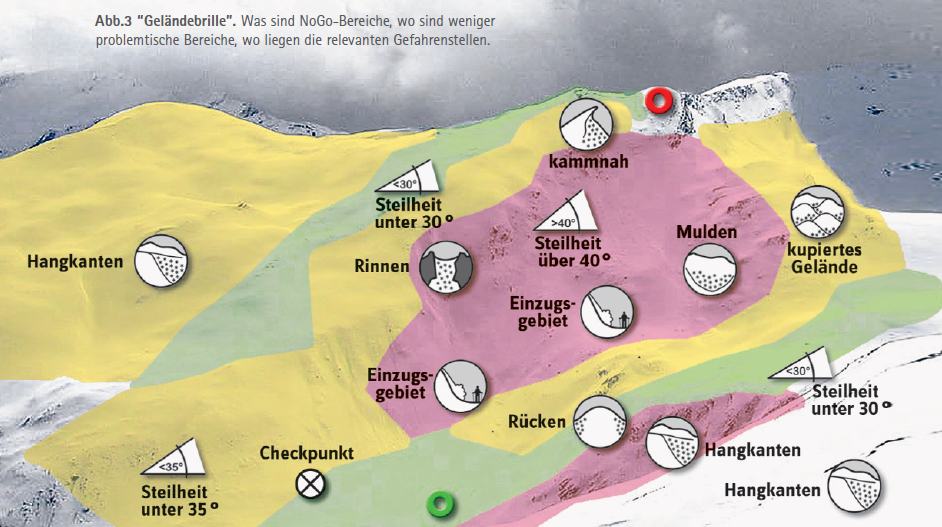 Abb.3 "Geländebrille". Was sind NoGo-Bereiche, wo sind weniger
problemtische Bereiche, wo liegen die relevanten Gefahrenstellen.
kammnah
<30°
Steilheit
unter 30°
>40°
Steilheit
über 40°
Mulden
kupiertes
Gelände
Hangkanten
Rinnen
Einzugs-
gebiet
Einzugs-
gebiet
<30°
Steilheit
unter 30°
Rücken
Hangkanten
Checkpunkt
<35°
Steilheit
unter 35°
Hangkanten